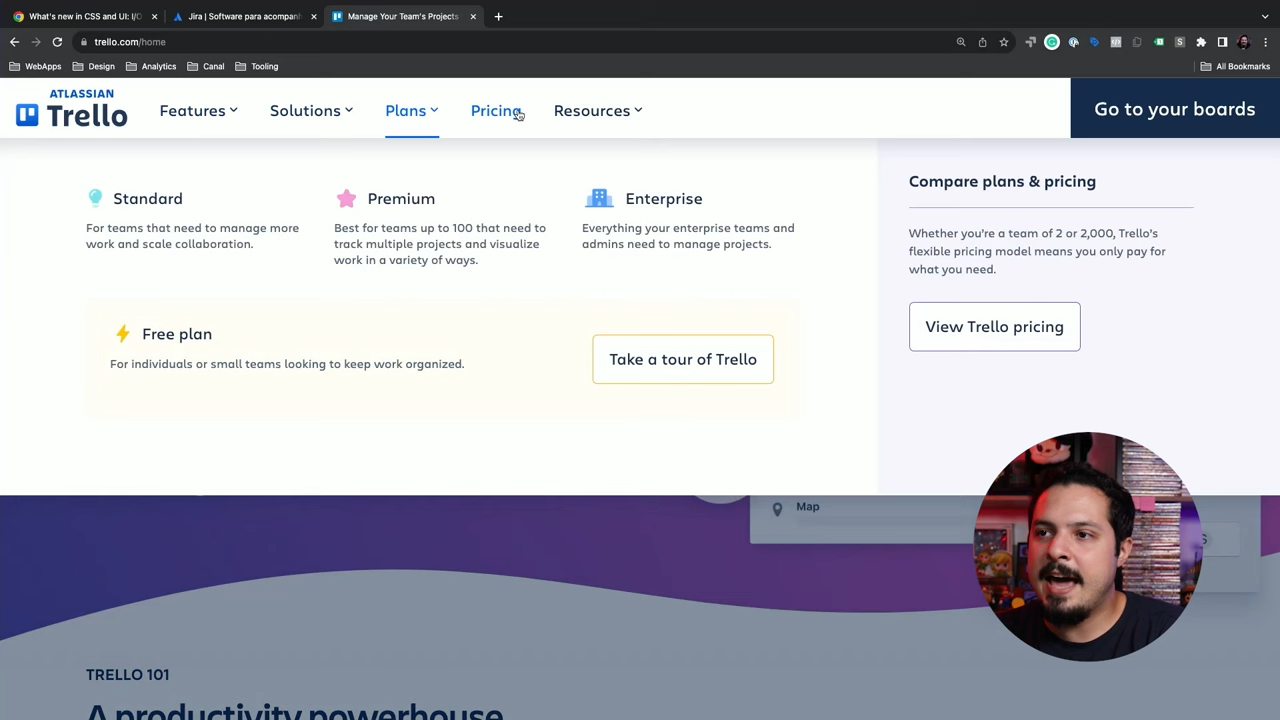 What's new in CSS and UI: I/O
Jira | Software para acompanh
Manage Your Team's Projects
trello.com/home
WebApps
Design
Analytics
Canal
Tooling
All Bookmarks
ATLASSIAN
Trello
Features
Solutions
Plans
Pricing
Resources
Go to your boards
Standard
For teams that need to manage more
work and scale collaboration.
Premium
Best for teams up to 100 that need to
track multiple projects and visualize
work in a variety of ways.
Enterprise
Everything your enterprise teams and
admins need to manage projects.
Free plan
For individuals or small teams looking to keep work organized.
Take a tour of Trello
Compare plans & pricing
Whether you're a team of 2 or 2,000, Trello's
flexible pricing model means you only pay for
what you need.
View Trello pricing
Map
S
TRELLO 101
A productivity powerhouse